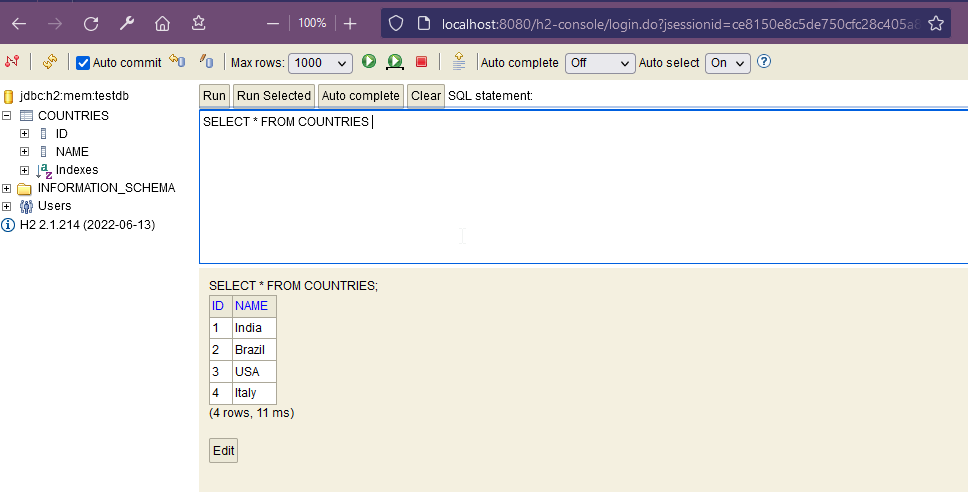 100%
localhost:8080/h2-console/login.do?jsessionid=ce8150e8c5de750cfc28c405a8
Auto commit Max rows: 1000 Auto complete Off Auto select On
jdbc:h2:mem:testdb
COUNTRIES
ID
NAME
Indexes
INFORMATION_SCHEMA
Users
H2 2.1.214 (2022-06-13)
Run Run Selected Auto complete Clear SQL statement:
SELECT * FROM COUNTRIES
SELECT * FROM COUNTRIES;
ID NAME
1 India
2 Brazil
3 USA
4 Italy
(4 rows, 11 ms)
Edit